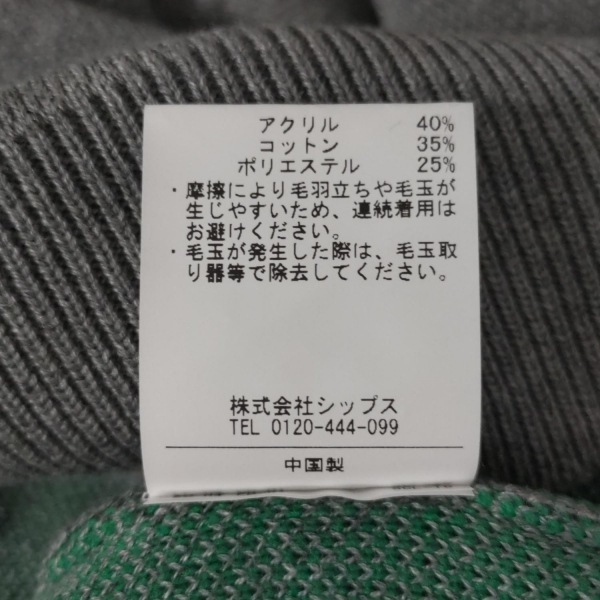 アクリル 40%
コットン 35%
ポリエステル 25%
・摩擦により毛羽立ちや毛玉が
生じやすいため、連続着用は
お避けください。
・毛玉が発生した際は、毛玉取
り器等で除去してください。
株式会社シップス
TEL 0120-444-099
中国製